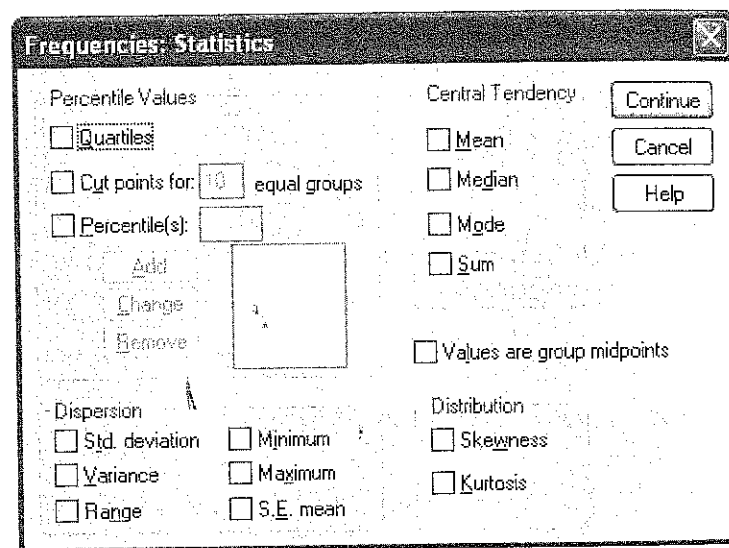 Frequencies: Statistics
Percentile Values
Quartiles
Cut points for: 10 equal groups
Percentile(s):
Add
Change
Remove
Central Tendency
Mean
Median
Mode
Sum
Continue
Cancel
Help
Values are group midpoints
Dispersion
Std. deviation
Variance
Range
Minimum
Maximum
S.E. mean
Distribution
Skewness
Kurtosis